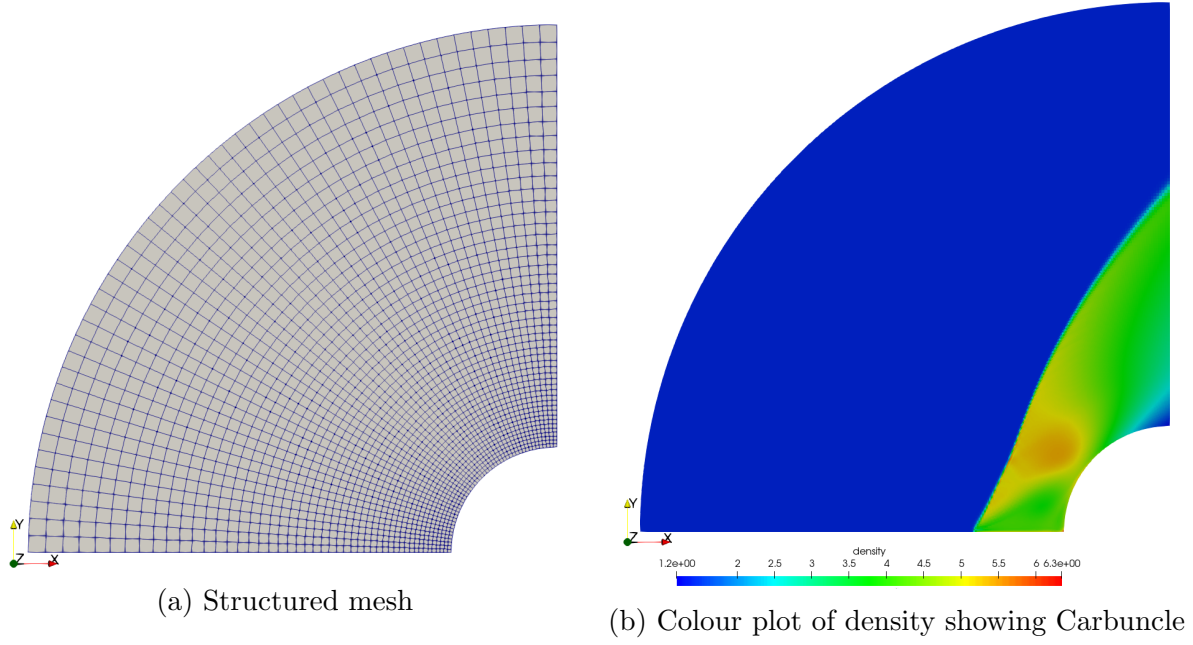 Y
Z X
(a) Structured mesh
Y
Z X
density
1.2e+00 2 2.5 3 3.5 4 4.5 5 5.5 6 6.3e+00
(b) Colour plot of density showing Carbuncle